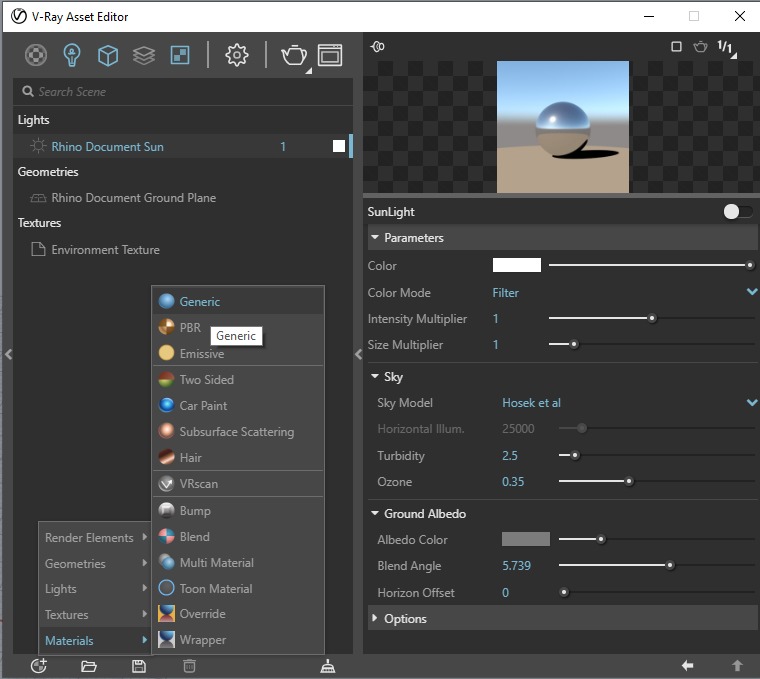 V-Ray Asset Editor
Search Scene
Lights
Rhino Document Sun 1
Geometries
Rhino Document Ground Plane
Textures
Environment Texture
Generic
PBR
Generic
Emissive
Two Sided
Car Paint
Subsurface Scattering
Hair
VRscan
Bump
Blend
Multi Material
Toon Material
Override
Wrapper
Render Elements
Geometries
Lights
Textures
Materials
1/1
SunLight
Parameters
Color
Color Mode Filter
Intensity Multiplier 1
Size Multiplier 1
Sky
Sky Model Hosek et al
Horizontal Illum. 25000
Turbidity 2.5
Ozone 0.35
Ground Albedo
Albedo Color
Blend Angle 5.739
Horizon Offset 0
Options